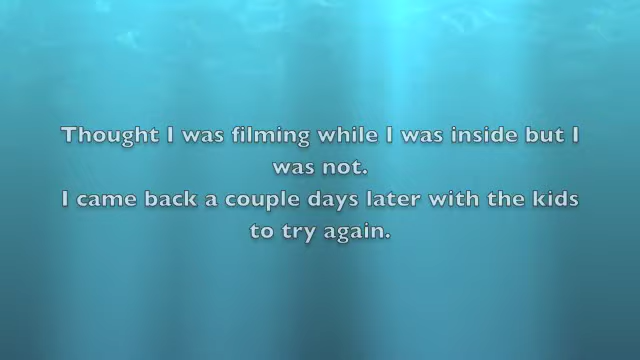 Thought I was filming while I was inside but I
was not.
I came back a couple days later with the kids
to try again.